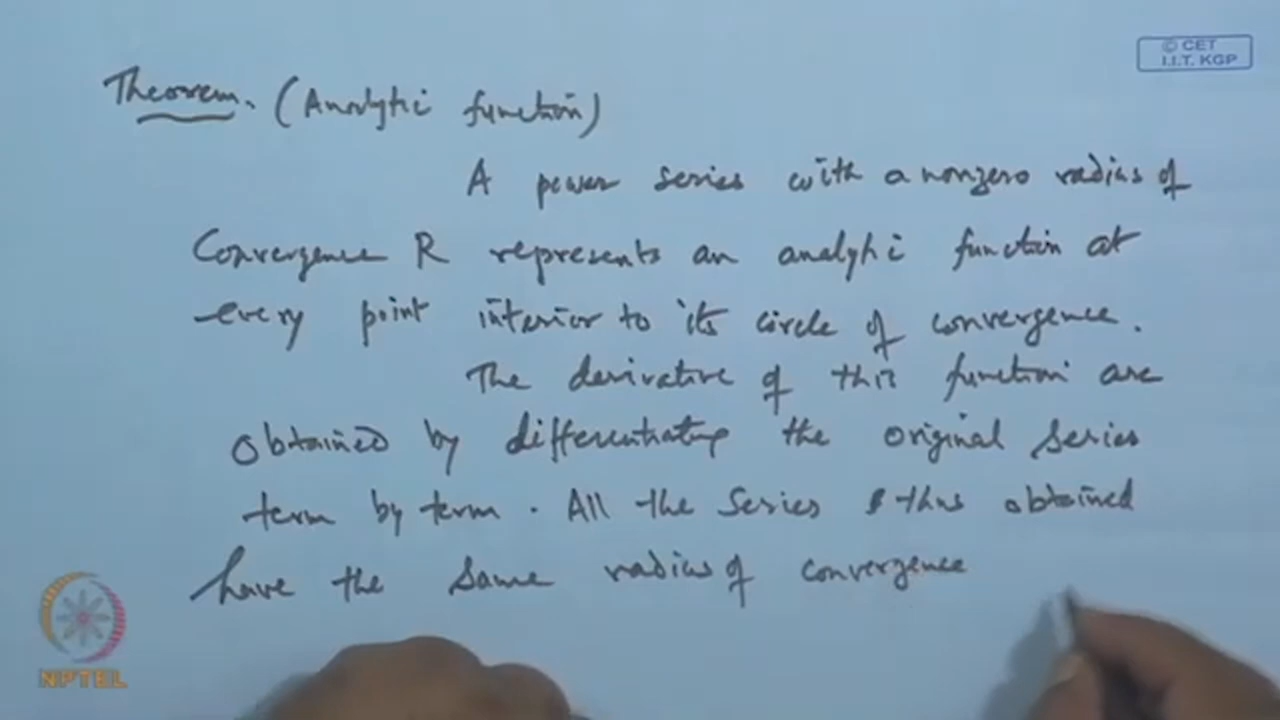 © CET
I.I.T. KGP
Theorem. (Analytic function)
A power series with a nonzero radius of
Convergence R represents an analytic function at
every point interior to its circle of convergence.
The derivative of this function are
obtained by differentiating the original series
term by term. All the series thus obtained
have the same radius of convergence
NPTEL